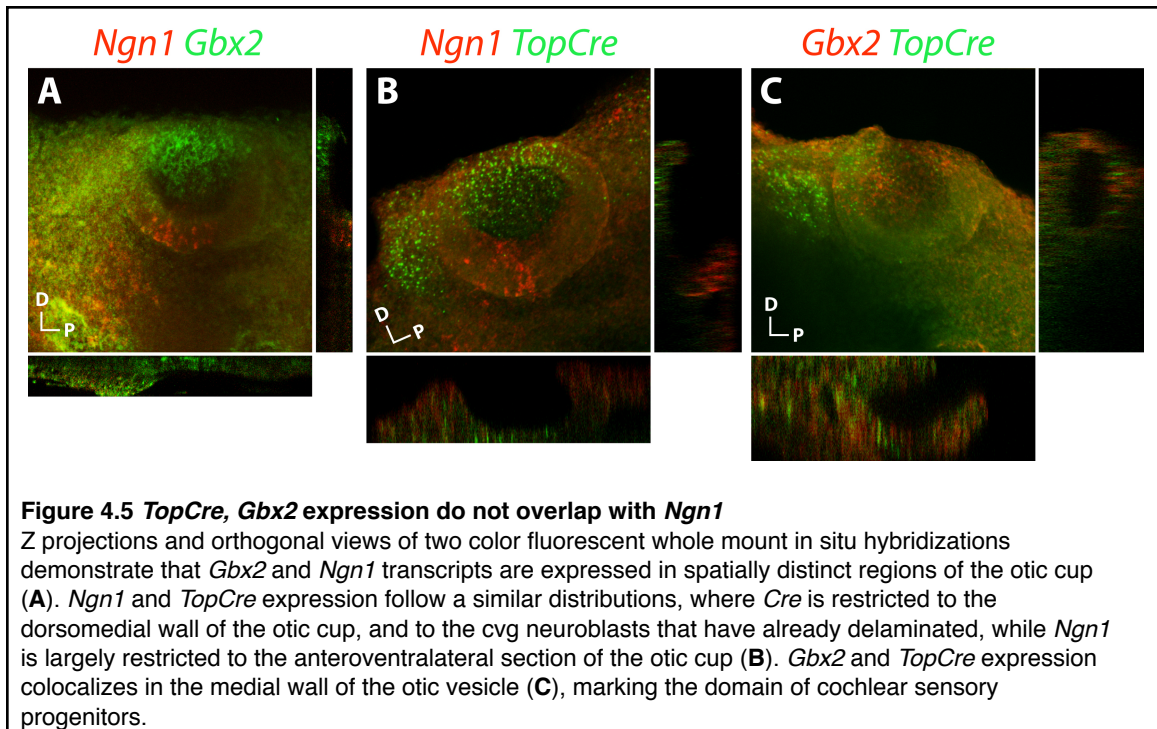 Ngn1 Gbx2
Ngn1 TopCre
Gbx2 TopCre
A
B
C
D
P
D
P
D
P
Figure 4.5 TopCre, Gbx2 expression do not overlap with Ngn1
Z projections and orthogonal views of two color fluorescent whole mount in situ hybridizations
demonstrate that Gbx2 and Ngn1 transcripts are expressed in spatially distinct regions of the otic cup
(A). Ngn1 and TopCre expression follow a similar distributions, where Cre is restricted to the
dorsomedial wall of the otic cup, and to the cvg neuroblasts that have already delaminated, while Ngn1
is largely restricted to the anteroventralateral section of the otic cup (B). Gbx2 and TopCre expression
colocalizes in the medial wall of the otic vesicle (C), marking the domain of cochlear sensory
progenitors.